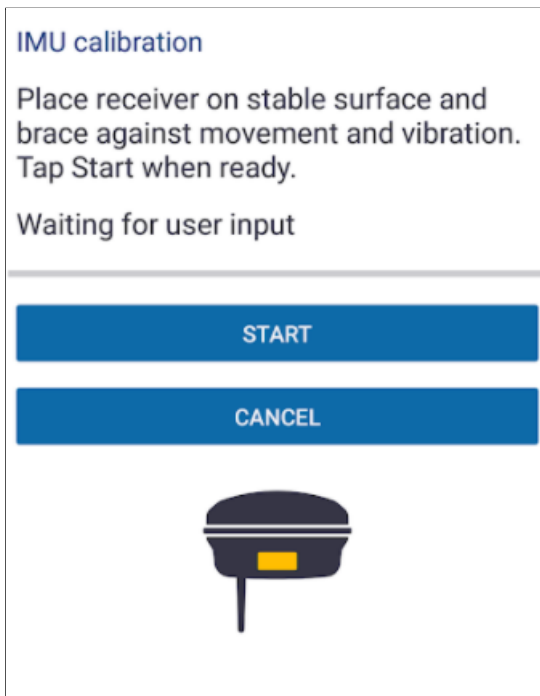 IMU calibration
Place receiver on stable surface and
brace against movement and vibration.
Tap Start when ready.
Waiting for user input
START
CANCEL